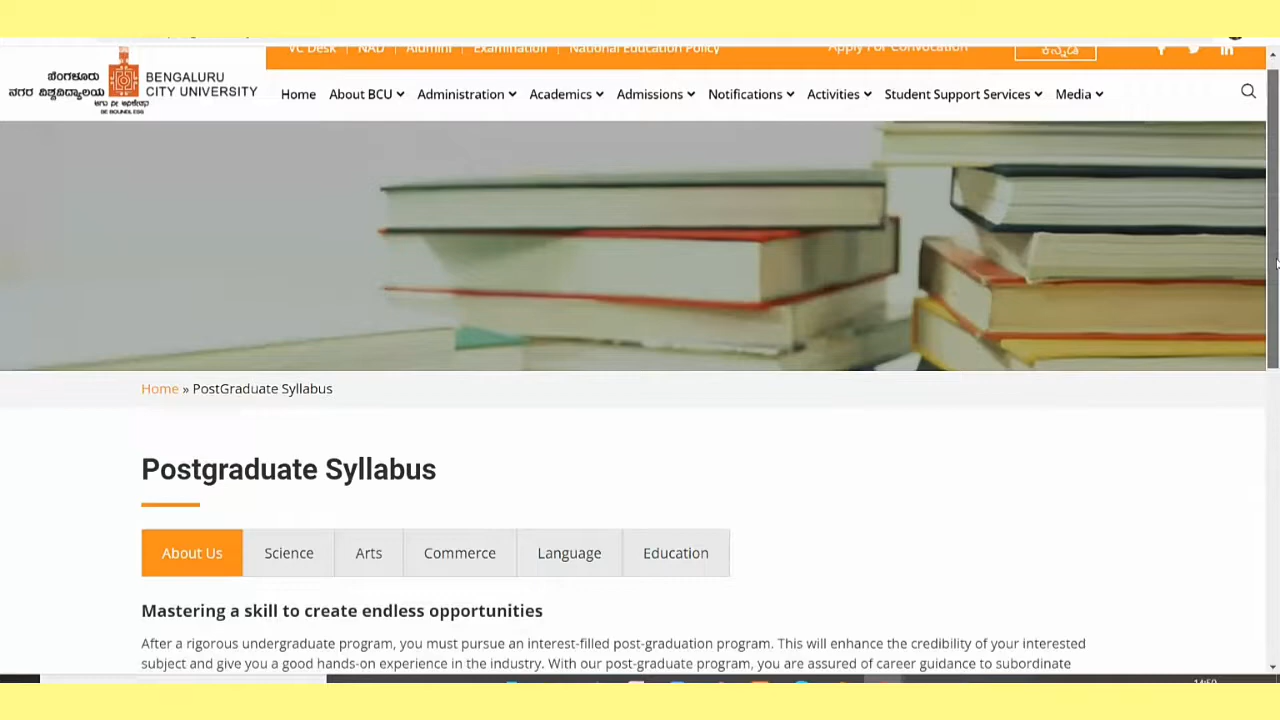 VC Desk | NAD | Alumni | Examination | National Education Policy
Apply For Convocation
ಕನ್ನಡ
ಬೆಂಗಳೂರು
ನಗರ ವಿಶ್ವವಿದ್ಯಾಲಯ
BE BOUNDLESS
BENGALURU
CITY UNIVERSITY
Home About BCU Administration Academics Admissions Notifications Activities Student Support Services Media
Home » PostGraduate Syllabus
Postgraduate Syllabus
About Us Science Arts Commerce Language Education
Mastering a skill to create endless opportunities
After a rigorous undergraduate program, you must pursue an interest-filled post-graduation program. This will enhance the credibility of your interested
subject and give you a good hands-on experience in the industry. With our post-graduate program, you are assured of career guidance to subordinate